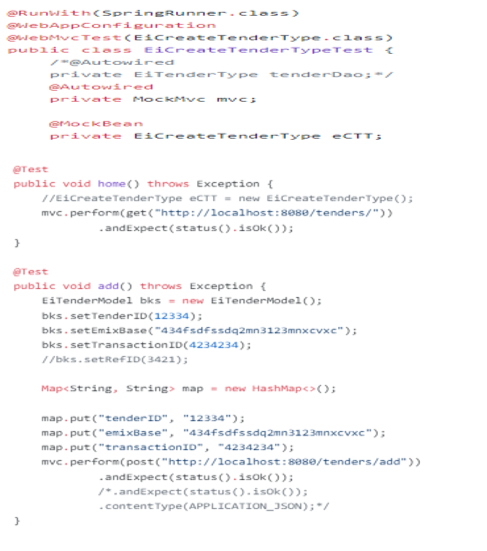 @RunWith(SpringRunner.class)
@WebAppConfiguration
@WebMvcTest(EiCreateTenderType.class)
public class EiCreateTenderTypeTest {
/*@Autowired
private EiTenderType tenderDao;*/
@Autowired
private MockMvc mvc;
@MockBean
private EiCreateTenderType eCTT;
@Test
public void home() throws Exception {
//EiCreateTenderType eCTT = new EiCreateTenderType();
mvc.perform(get("http://localhost:8080/tenders/"))
.andExpect(status().isOk());
}
@Test
public void add() throws Exception {
EiTenderModel bks = new EiTenderModel();
bks.setTenderID(12334);
bks.setEmixBase("434fsdfssdq2mn3123mnxcvxc");
bks.setTransactionID(4234234);
//bks.setRefID(3421);
Map<String, String> map = new HashMap<>();
map.put("tenderID", "12334");
map.put("emixBase", "434fsdfssdq2mn3123mnxcvxc");
map.put("transactionID", "4234234");
mvc.perform(post("http://localhost:8080/tenders/add"))
.andExpect(status().isOk());
/*.andExpect(status().isOk());
.contentType(APPLICATION_JSON);*/
}